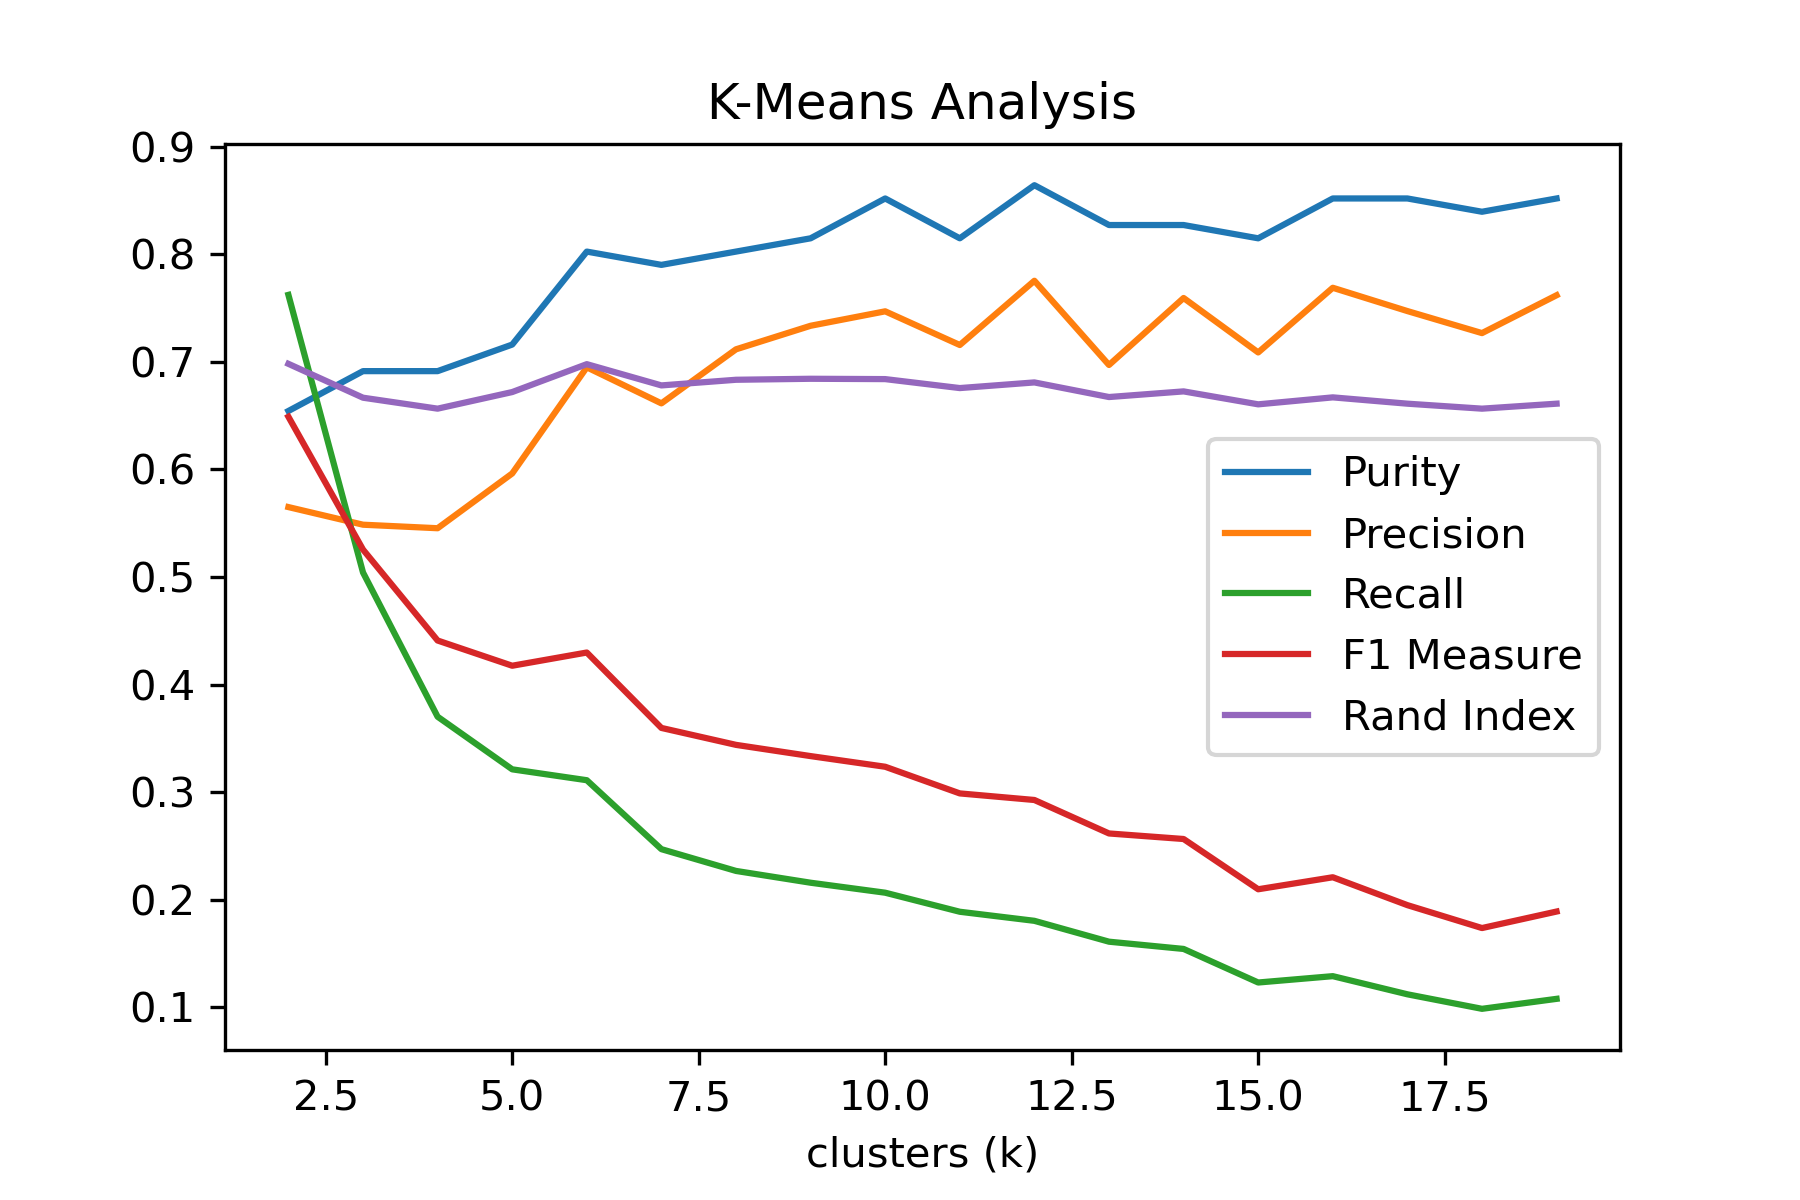 K-Means Analysis
0.9
0.8
0.7
0.6
0.5
0.4
0.3
0.2
0.1
Purity
Precision
Recall
F1 Measure
Rand Index
2.5 5.0 7.5 10.0 12.5 15.0 17.5
clusters (k)